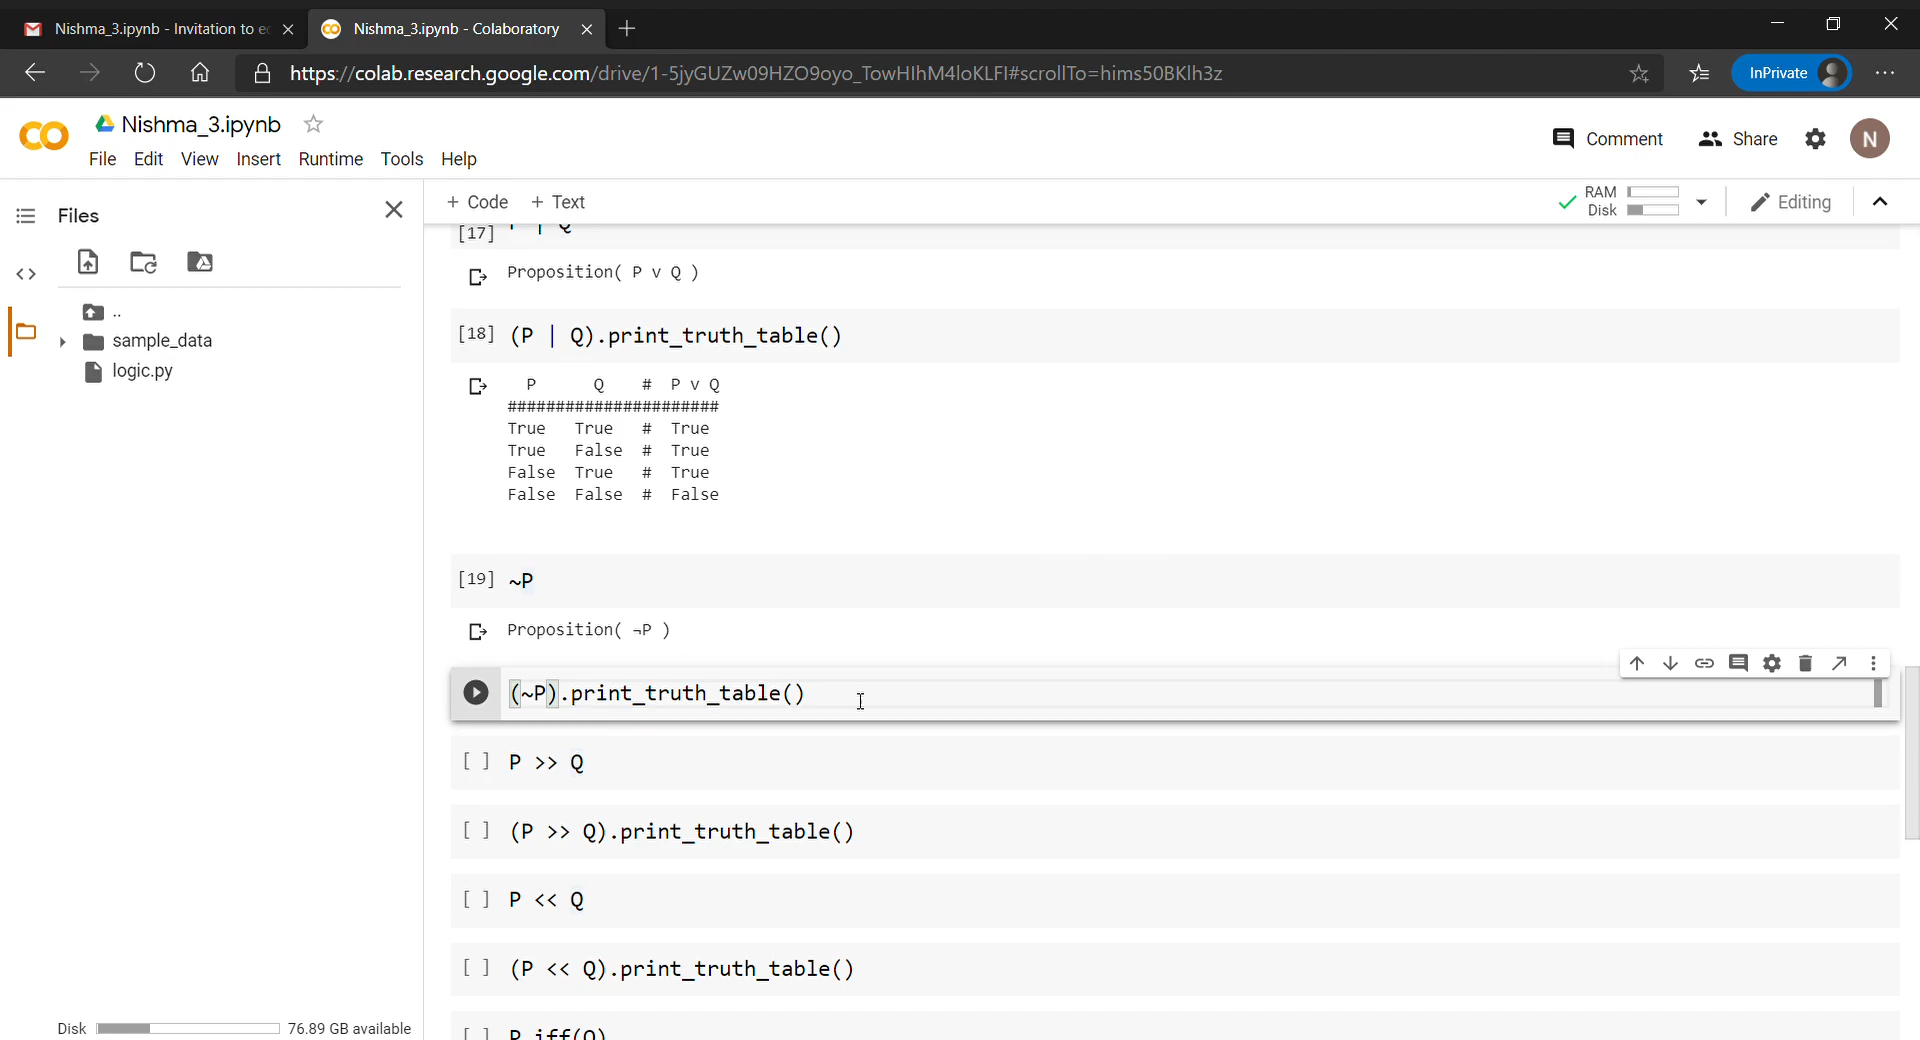 Nishma_3.ipynb - Invitation to e
Nishma_3.ipynb - Colaboratory
https://colab.research.google.com/drive/1-5jyGUZw09HZO9oyo_TowHIhM4loKLFI#scrollTo=hims50BKlh3z
InPrivate
CO
Nishma_3.ipynb
File Edit View Insert Runtime Tools Help
Comment
Share
N
Files
+ Code + Text
RAM
Disk
Editing
..
sample_data
logic.py
[17] P | Q
Proposition( P v Q )
[18] (P | Q).print_truth_table()
P Q # P v Q
######################
True True # True
True False # True
False True # True
False False # False
[19] ~P
Proposition( ¬P )
(~P).print_truth_table()
[ ] P >> Q
[ ] (P >> Q).print_truth_table()
[ ] P << Q
[ ] (P << Q).print_truth_table()
[ ] P iff(Q)
Disk 76.89 GB available